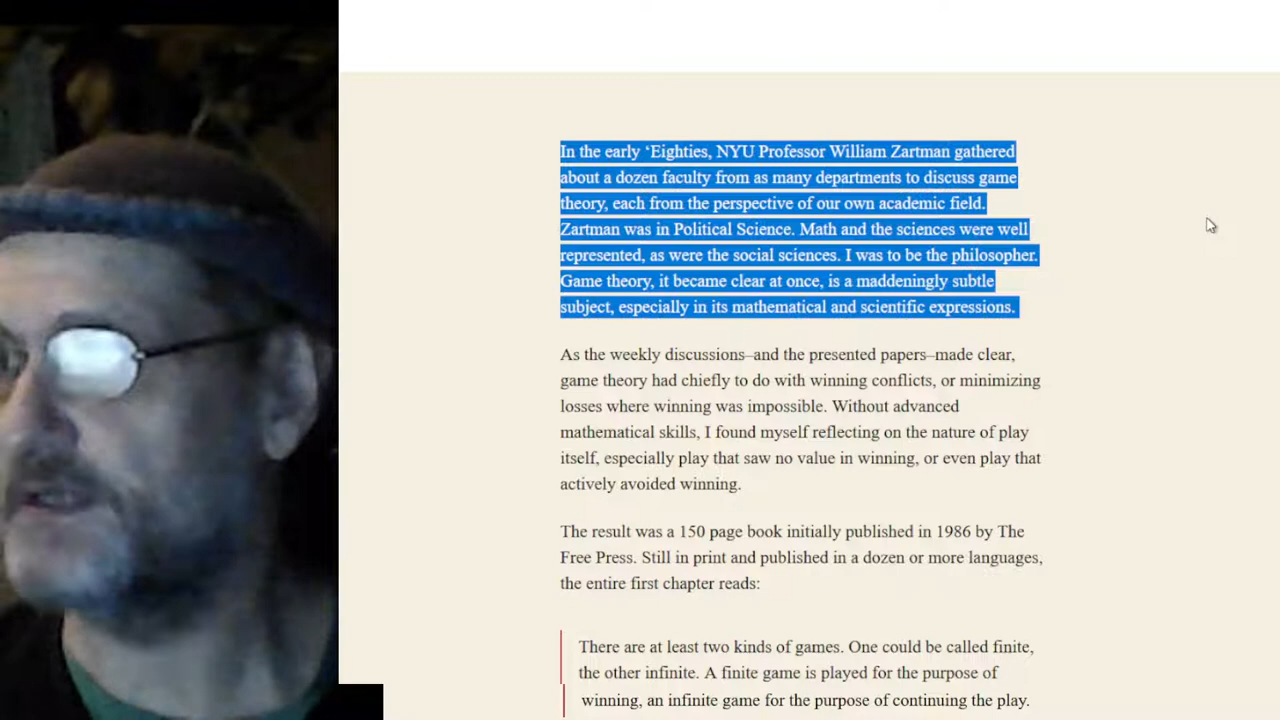 In the early ‘Eighties, NYU Professor William Zartman gathered
about a dozen faculty from as many departments to discuss game
theory, each from the perspective of our own academic field.
Zartman was in Political Science. Math and the sciences were well
represented, as were the social sciences. I was to be the philosopher.
Game theory, it became clear at once, is a maddeningly subtle
subject, especially in its mathematical and scientific expressions.
As the weekly discussions–and the presented papers–made clear,
game theory had chiefly to do with winning conflicts, or minimizing
losses where winning was impossible. Without advanced
mathematical skills, I found myself reflecting on the nature of play
itself, especially play that saw no value in winning, or even play that
actively avoided winning.
The result was a 150 page book initially published in 1986 by The
Free Press. Still in print and published in a dozen or more languages,
the entire first chapter reads:
There are at least two kinds of games. One could be called finite,
the other infinite. A finite game is played for the purpose of
winning, an infinite game for the purpose of continuing the play.